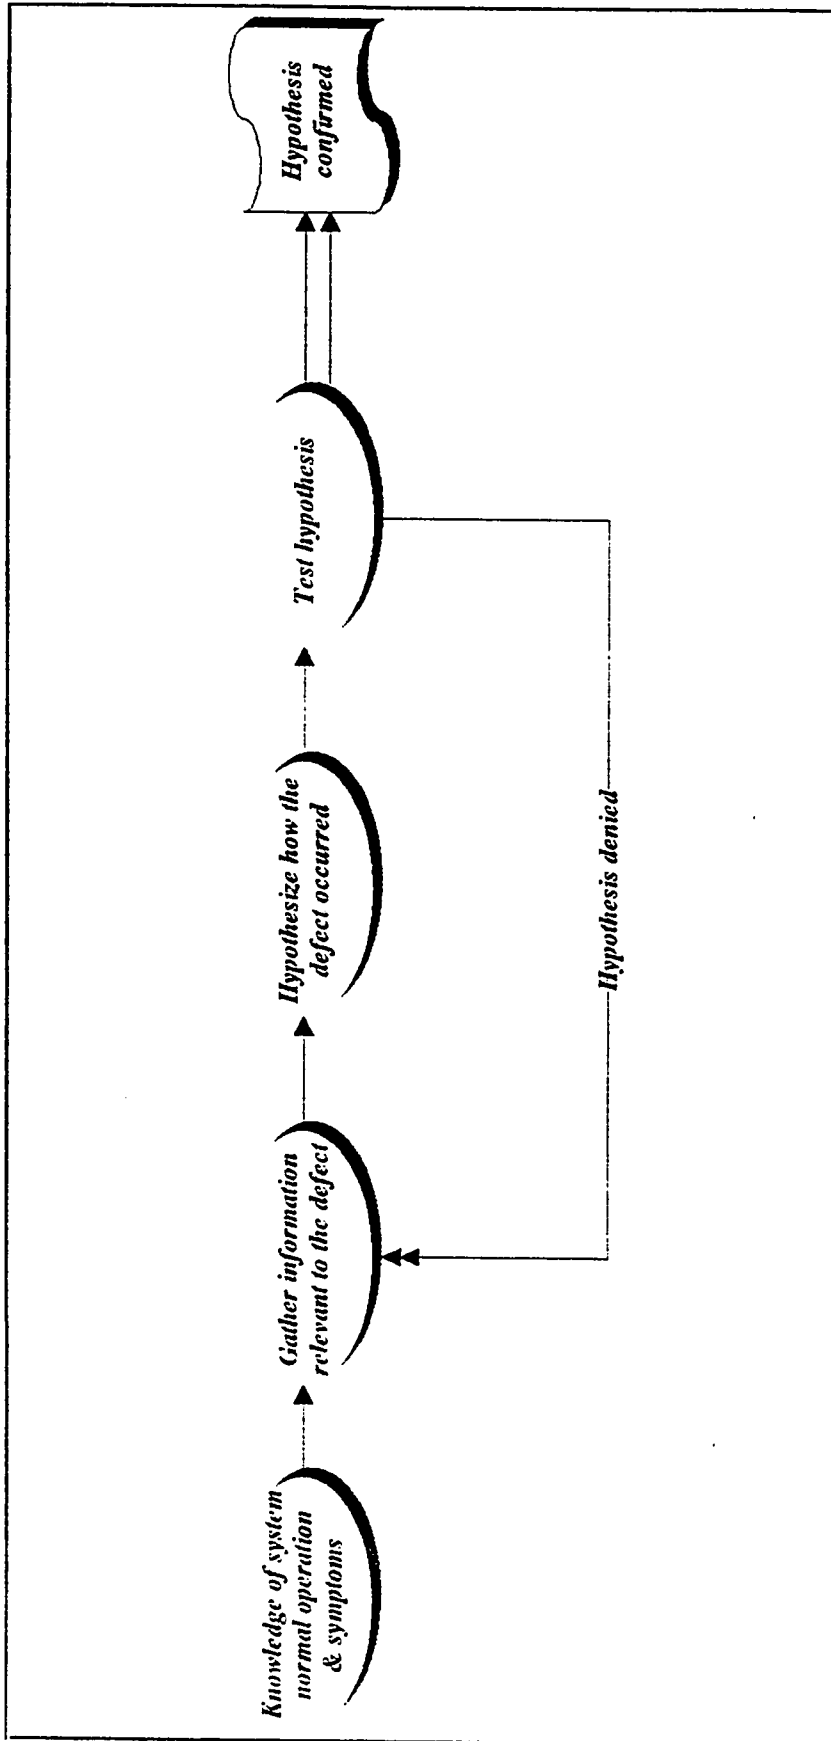 Knowledge of system
normal operation
& symptoms
Gather information
relevant to the defect
Hypothesize how the
defect occurred
Test hypothesis
Hypothesis
confirmed
Hypothesis denied